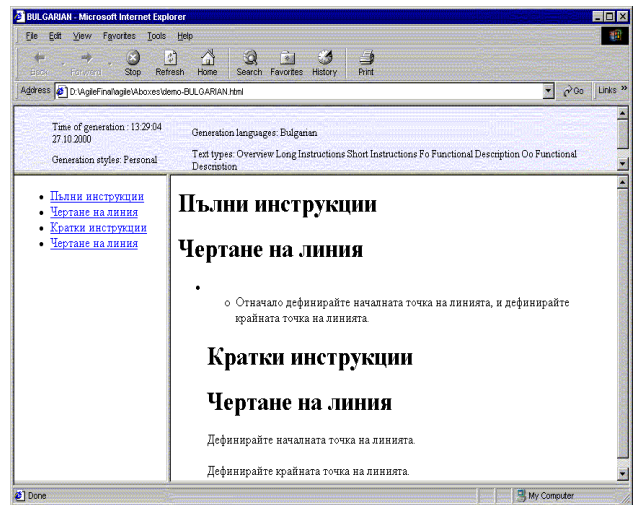 BULGARIAN - Microsoft Internet Explorer
File Edit View Favorites Tools Help
Back Forward Stop Refresh Home Search Favorites History Print
Address D:\AgileFinal\agile\Aboxes\demo-BULGARIAN.html Go Links »
Time of generation : 13:29:04
27.10.2000
Generation languages: Bulgarian
Generation styles: Personal
Text types: Overview Long Instructions Short Instructions Fo Functional Description Oo Functional
Description
Пълни инструкции
Чертане на линия
Кратки инструкции
Чертане на линия
Пълни инструкции
Чертане на линия
Отначало дефинирайте началната точка на линията, и дефинирайте
крайната точка на линията.
Кратки инструкции
Чертане на линия
Дефинирайте началната точка на линията.
Дефинирайте крайната точка на линията.
Done My Computer